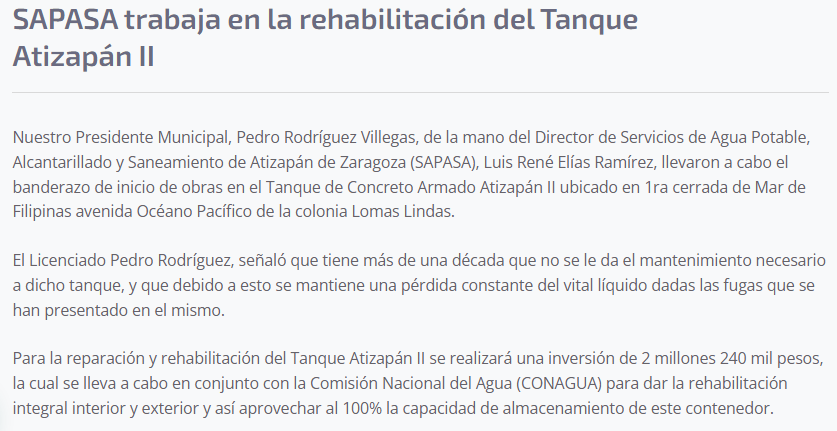 SAPASA trabaja en la rehabilitación del Tanque
Atizapán II
Nuestro Presidente Municipal, Pedro Rodríguez Villegas, de la mano del Director de Servicios de Agua Potable,
Alcantarillado y Saneamiento de Atizapán de Zaragoza (SAPASA), Luis René Elías Ramírez, llevaron a cabo el
banderazo de inicio de obras en el Tanque de Concreto Armado Atizapán II ubicado en 1ra cerrada de Mar de
Filipinas avenida Océano Pacífico de la colonia Lomas Lindas.
El Licenciado Pedro Rodríguez, señaló que tiene más de una década que no se le da el mantenimiento necesario
a dicho tanque, y que debido a esto se mantiene una pérdida constante del vital líquido dadas las fugas que se
han presentado en el mismo.
Para la reparación y rehabilitación del Tanque Atizapán II se realizará una inversión de 2 millones 240 mil pesos,
la cual se lleva a cabo en conjunto con la Comisión Nacional del Agua (CONAGUA) para dar la rehabilitación
integral interior y exterior y así aprovechar al 100% la capacidad de almacenamiento de este contenedor.